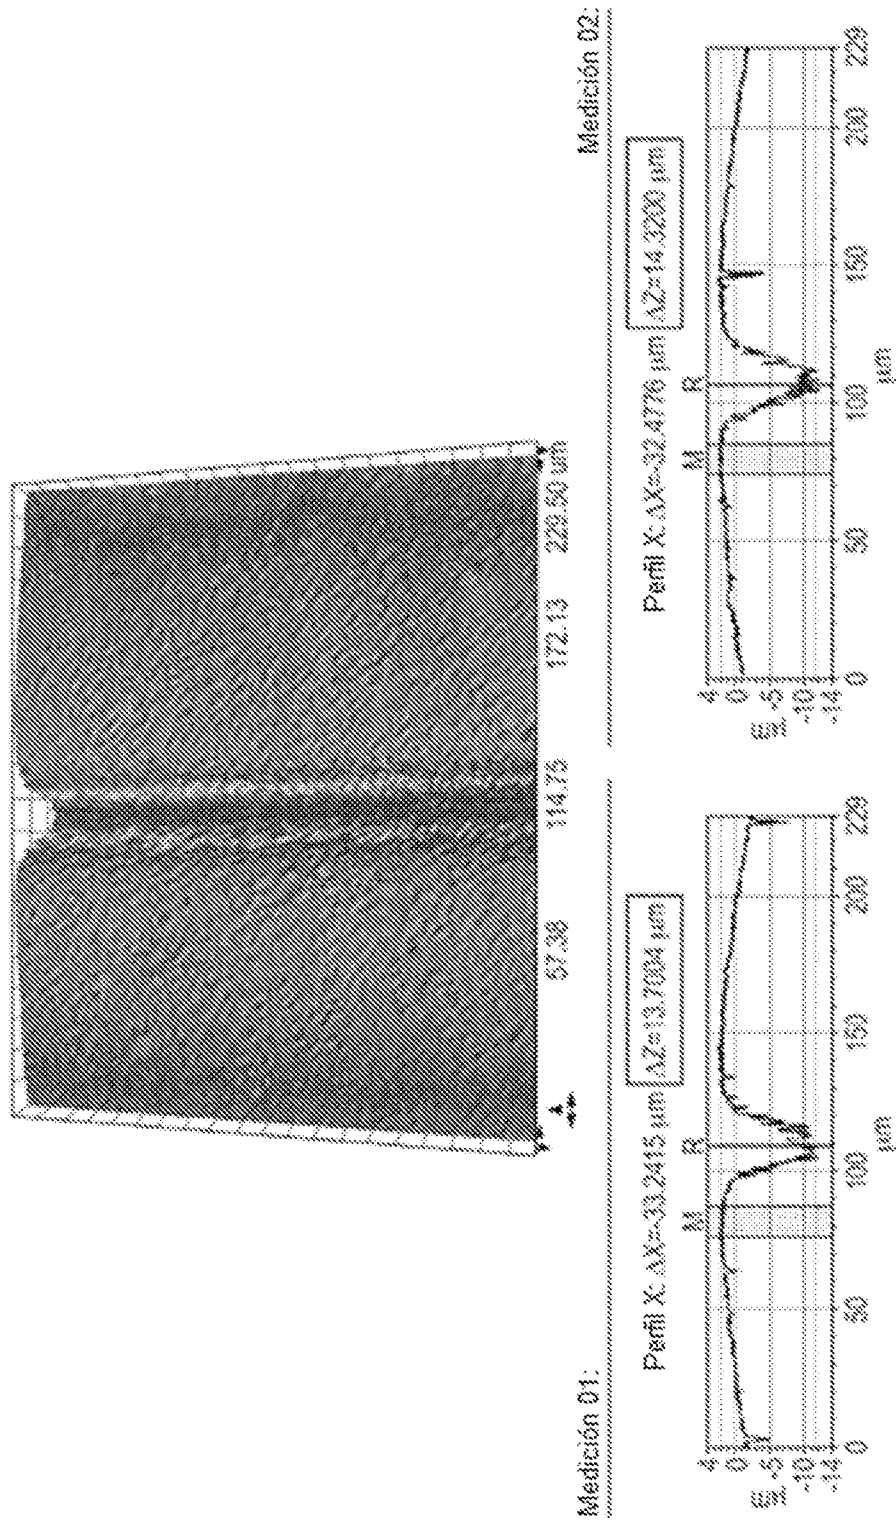 57.38 114.75 172.13 229.50 um
Medición 01:
Perfil X: ΔX=-33.2415 µm ΔZ=13.7004 µm
M R
4
0
-5
-10
-14
µm
0 50 100 150 200 229
µm
Medición 02:
Perfil X: ΔX=-32.4776 µm ΔZ=14.3200 µm
M R
4
0
-5
-10
-14
µm
0 50 100 150 200 229
µm